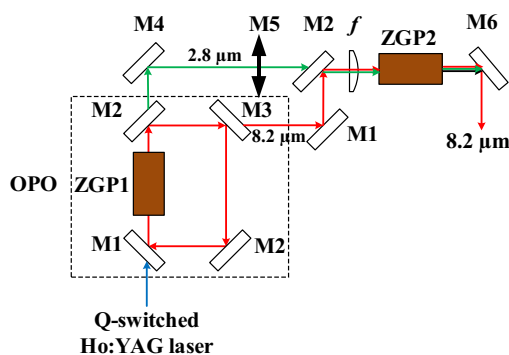 M4
M5
M2
f
ZGP2
M6
2.8 µm
M2
M3
8.2 µm
M1
8.2 µm
OPO
ZGP1
M1
M2
Q-switched
Ho:YAG laser